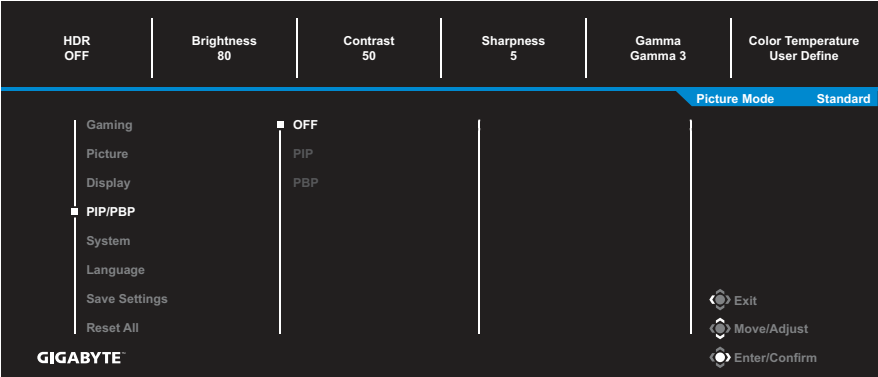 HDR
OFF
Brightness
80
Contrast
50
Sharpness
5
Gamma
Gamma 3
Color Temperature
User Define
Picture Mode Standard
Gaming
Picture
Display
PIP/PBP
System
Language
Save Settings
Reset All
OFF
PIP
PBP
Exit
Move/Adjust
Enter/Confirm
GIGABYTE™